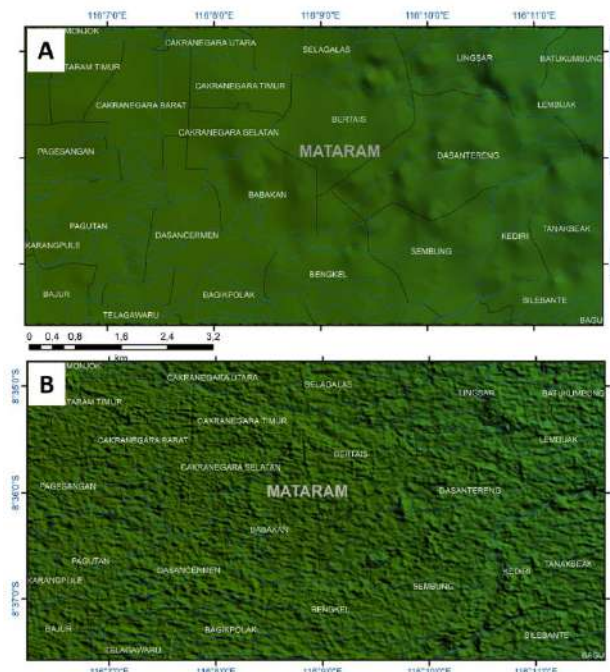 116°7'0"E 116°8'0"E 116°9'0"E 116°10'0"E 116°11'0"E
A
MONJOK
CAKRANEGARA UTARA
SELAGALAS
LINGSAR
BATUKUMBUNG
ATARAM TIMUR
CAKRANEGARA TIMUR
CAKRANEGARA BARAT
LEMBUAK
BERTAIS
CAKRANEGARA SELATAN
PAGESANGAN
MATARAM
DASANTERENG
BABAKAN
PAGUTAN
DASANCERMEN
KEDIRI
TANAKBEAK
KARANGPULE
SEMBUNG
BENGKEL
BAJUR
BAGIKPOLAK
BILEBANTE
TELAGAWARU
BAGU
0 0,4 0,8 1,6 2,4 3,2
km
B
MONJOK
CAKRANEGARA UTARA
SELAGALAS
LINGSAR
BATUKUMBUNG
8°35'0"S
ATARAM TIMUR
CAKRANEGARA TIMUR
CAKRANEGARA BARAT
LEMBUAK
BERTAIS
CAKRANEGARA SELATAN
PAGESANGAN
MATARAM
DASANTERENG
8°36'0"S
BABAKAN
PAGUTAN
DASANCERMEN
KEDIRI
TANAKBEAK
KARANGPULE
SEMBUNG
8°37'0"S
BENGKEL
BAJUR
BAGIKPOLAK
BILEBANTE
TELAGAWARU
BAGU
116°7'0"E 116°8'0"E 116°9'0"E 116°10'0"E 116°11'0"E